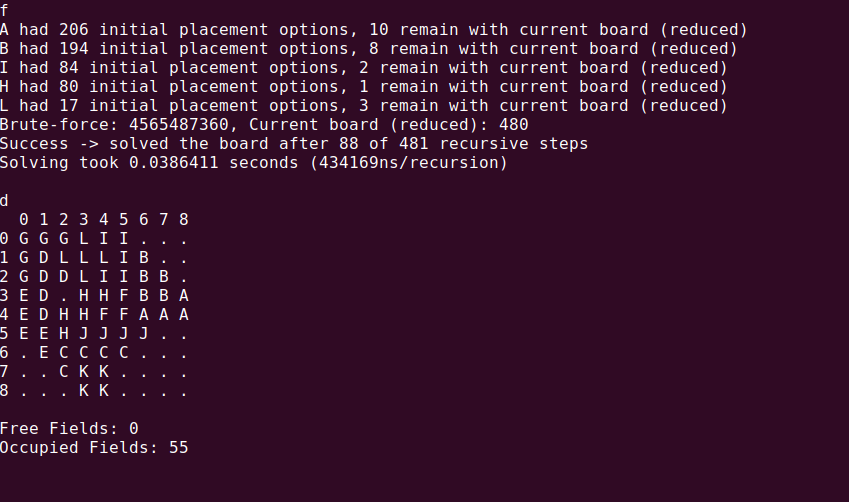 f
A had 206 initial placement options, 10 remain with current board (reduced)
B had 194 initial placement options, 8 remain with current board (reduced)
I had 84 initial placement options, 2 remain with current board (reduced)
H had 80 initial placement options, 1 remain with current board (reduced)
L had 17 initial placement options, 3 remain with current board (reduced)
Brute-force: 4565487360, Current board (reduced): 480
Success -> solved the board after 88 of 481 recursive steps
Solving took 0.0386411 seconds (434169ns/recursion)

d
  0 1 2 3 4 5 6 7 8
0 G G G L I I . . .
1 G D L L L I B . .
2 G D D L I I B B .
3 E D . H H F B B A
4 E D H H F F A A A
5 E E H J J J J . .
6 . E C C C C . . .
7 . . C K K . . . .
8 . . . K K . . . .

Free Fields: 0
Occupied Fields: 55